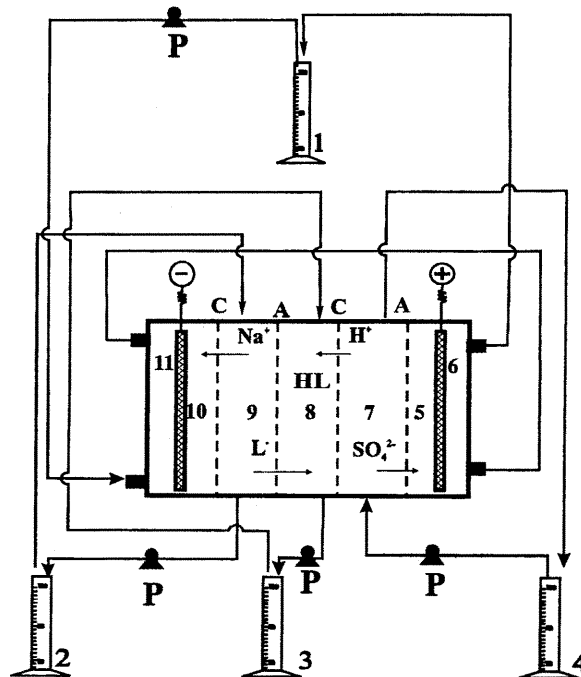 P
1
− +
C A C A
Na⁺ H⁺
11 6
HL
10 9 8 7 5
L⁻ SO₄²⁻
P P P
2 3 4